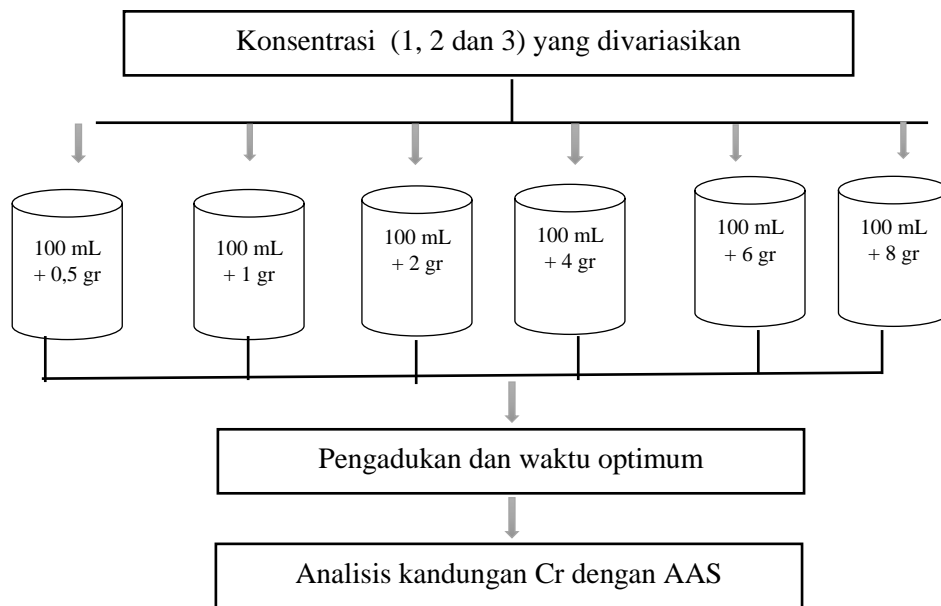 Konsentrasi (1, 2 dan 3) yang divariasikan
100 mL
+ 0,5 gr
100 mL
+ 1 gr
100 mL
+ 2 gr
100 mL
+ 4 gr
100 mL
+ 6 gr
100 mL
+ 8 gr
Pengadukan dan waktu optimum
Analisis kandungan Cr dengan AAS